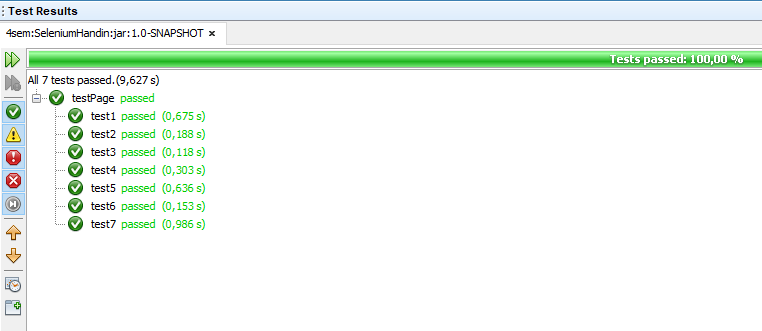 Test Results
4sem:SeleniumHandin:jar:1.0-SNAPSHOT ×
Tests passed: 100,00 %
All 7 tests passed.(9,627 s)
testPage passed
test1 passed (0,675 s)
test2 passed (0,188 s)
test3 passed (0,118 s)
test4 passed (0,303 s)
test5 passed (0,636 s)
test6 passed (0,153 s)
test7 passed (0,986 s)